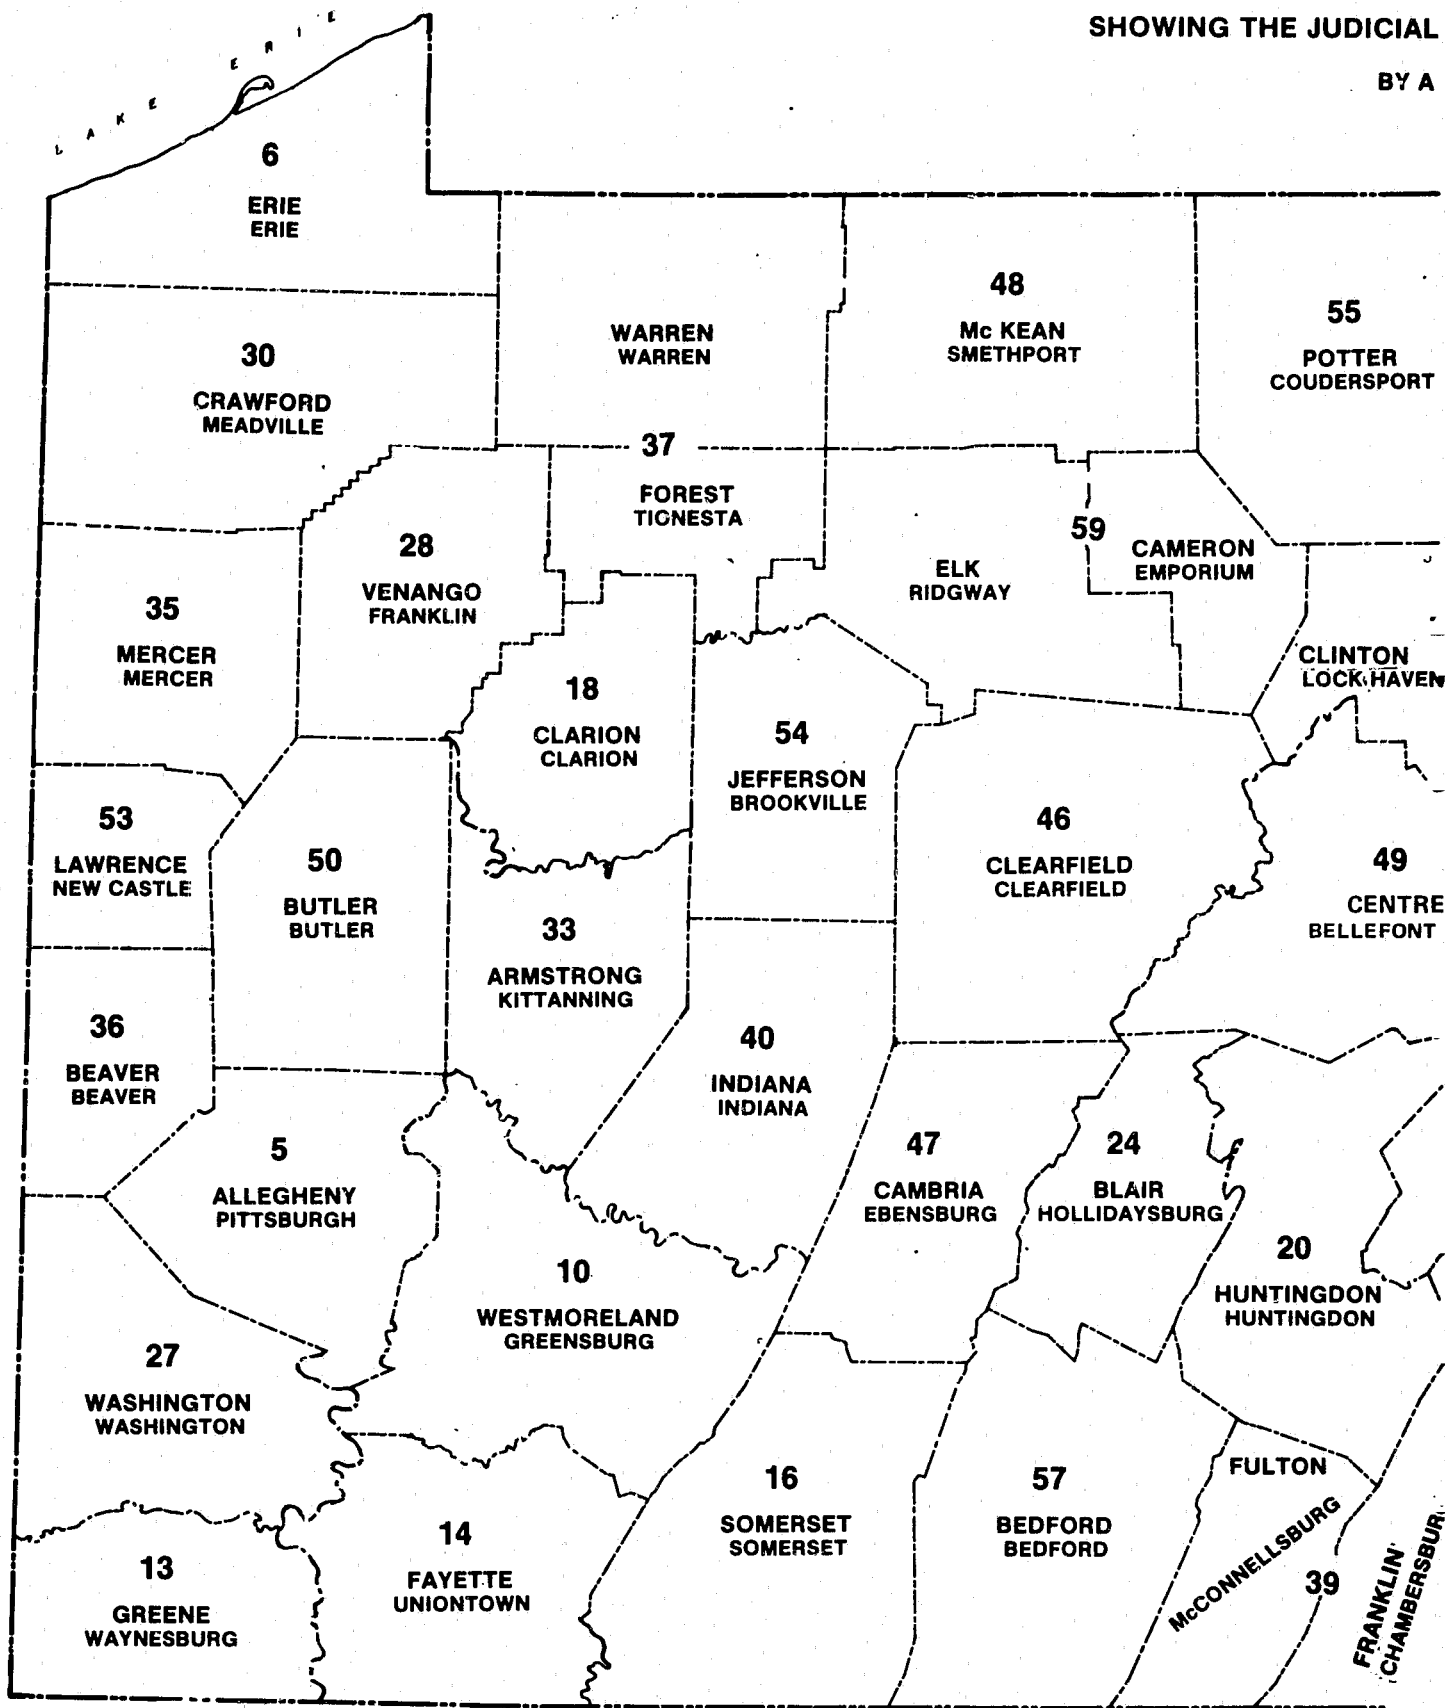 SHOWING THE JUDICIAL
BY A
LAKE ERIE
6
ERIE
ERIE
48
Mc KEAN
SMETHPORT
55
POTTER
COUDERSPORT
WARREN
WARREN
30
CRAWFORD
MEADVILLE
37
FOREST
TIONESTA
59
CAMERON
EMPORIUM
28
VENANGO
FRANKLIN
ELK
RIDGWAY
35
MERCER
MERCER
CLINTON
LOCK HAVEN
18
CLARION
CLARION
54
JEFFERSON
BROOKVILLE
53
LAWRENCE
NEW CASTLE
50
BUTLER
BUTLER
46
CLEARFIELD
CLEARFIELD
49
CENTRE
BELLEFONT
33
ARMSTRONG
KITTANNING
36
BEAVER
BEAVER
40
INDIANA
INDIANA
5
ALLEGHENY
PITTSBURGH
47
CAMBRIA
EBENSBURG
24
BLAIR
HOLLIDAYSBURG
20
HUNTINGDON
HUNTINGDON
10
WESTMORELAND
GREENSBURG
27
WASHINGTON
WASHINGTON
16
SOMERSET
SOMERSET
57
BEDFORD
BEDFORD
FULTON
McCONNELLSBURG
39
FRANKLIN
CHAMBERSBUR
14
FAYETTE
UNIONTOWN
13
GREENE
WAYNESBURG